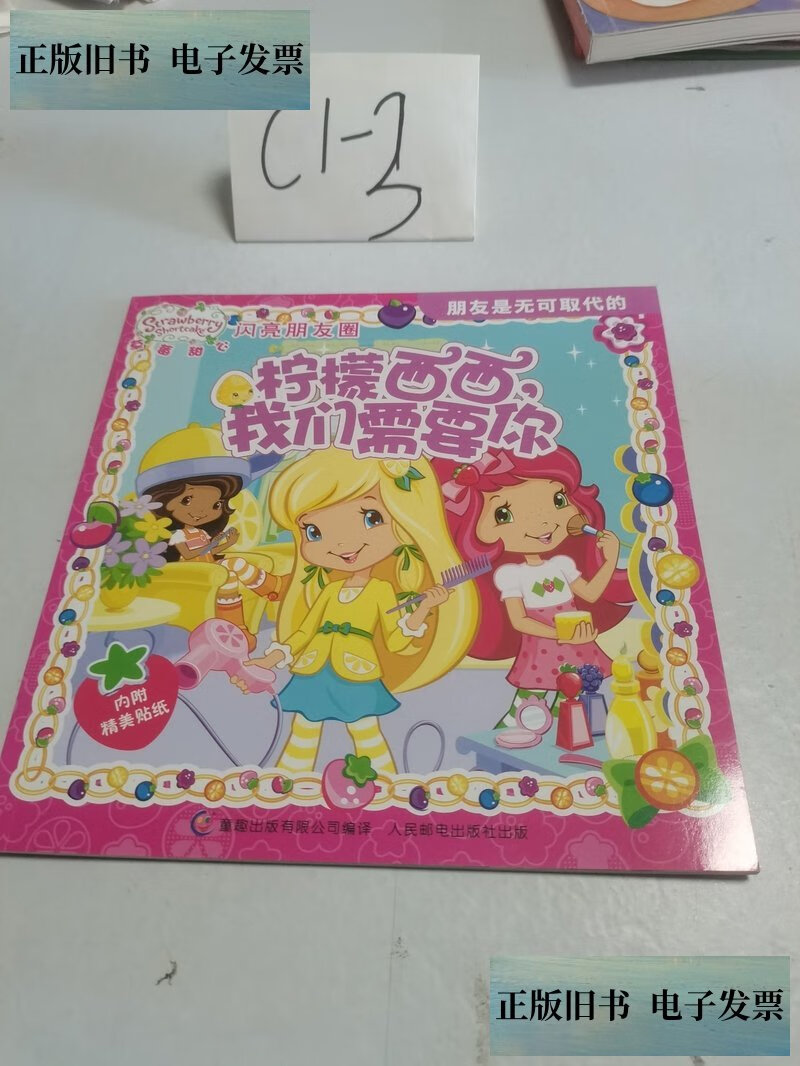 正版旧书 电子发票
C1-3
朋友是无可取代的
Strawberry
Shortcake
草莓甜心
闪亮朋友圈
柠檬西西，
我们需要你
内附
精美贴纸
童趣出版有限公司编译 人民邮电出版社出版
正版旧书 电子发票